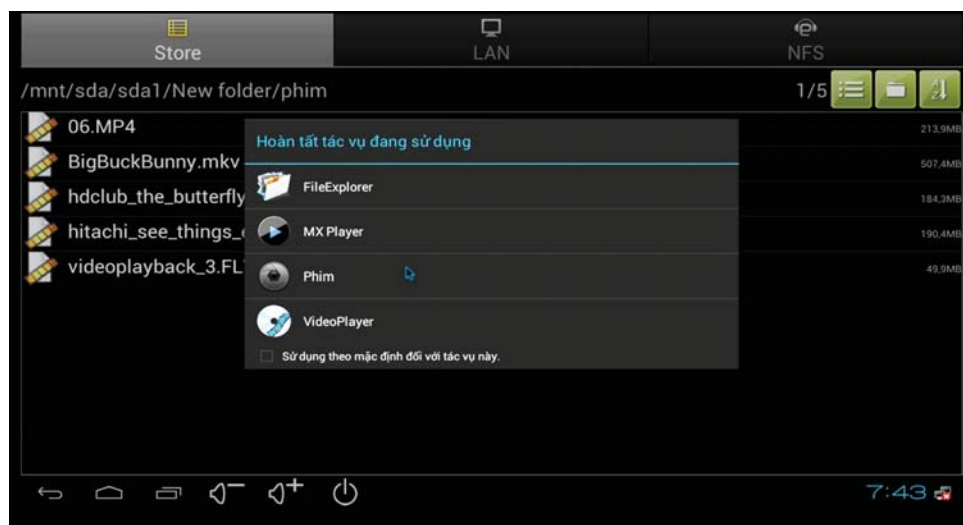 Store
LAN
NFS
/mnt/sda/sda1/New folder/phim
1/5
06.MP4
213,9MB
BigBuckBunny.mkv
507,4MB
hdclub_the_butterfly
184,3MB
hitachi_see_things_
190,4MB
videoplayback_3.FL
49,9MB
Hoàn tất tác vụ đang sử dụng
FileExplorer
MX Player
Phim
VideoPlayer
Sử dụng theo mặc định đối với tác vụ này.
7:43